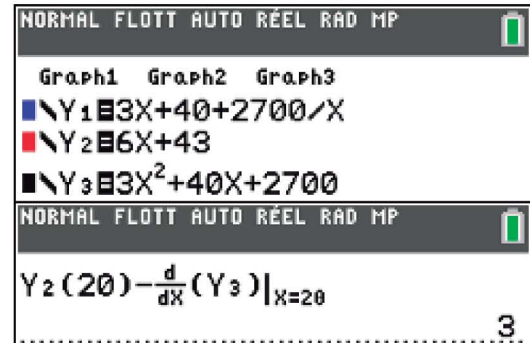 NORMAL FLOTT AUTO RÉEL RAD MP
Graph1 Graph2 Graph3
\Y₁=3X+40+2700/X
\Y₂=6X+43
\Y₃=3X²+40X+2700
NORMAL FLOTT AUTO RÉEL RAD MP
Y₂(20)-d/dX(Y₃)|X=20
3